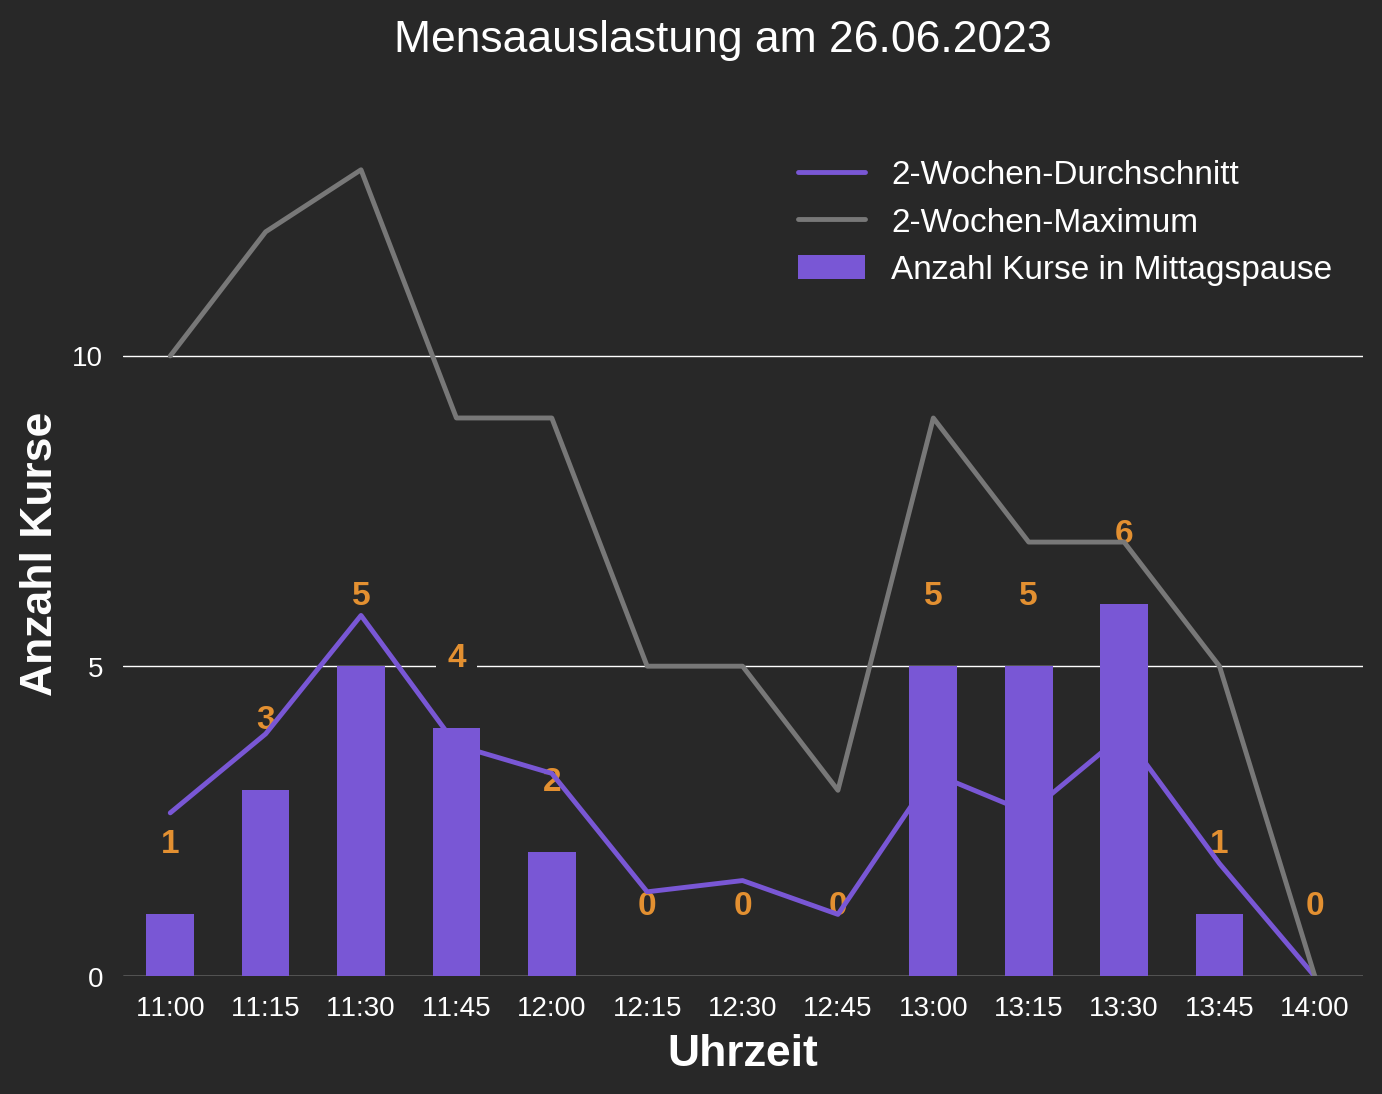 Mensaauslastung am 26.06.2023
2-Wochen-Durchschnitt
2-Wochen-Maximum
Anzahl Kurse in Mittagspause
Anzahl Kurse
10
5
0
1
3
5
4
2
0
0
0
5
5
6
1
0
11:00 11:15 11:30 11:45 12:00 12:15 12:30 12:45 13:00 13:15 13:30 13:45 14:00
Uhrzeit